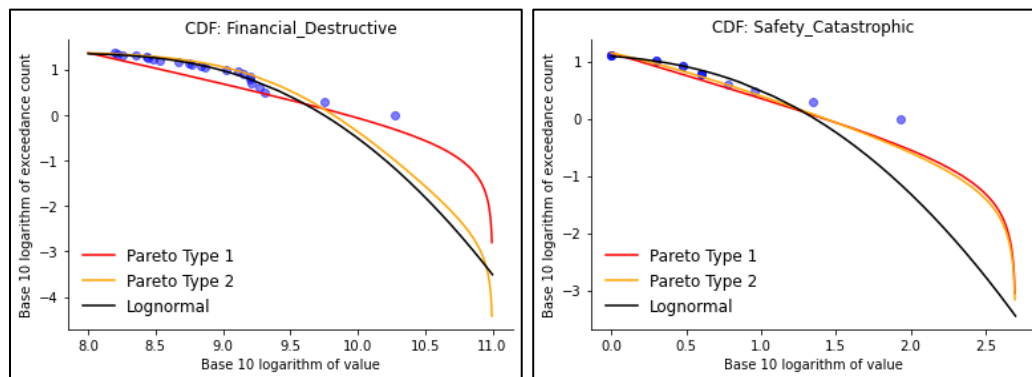 CDF: Financial_Destructive
Base 10 logarithm of exceedance count
1
0
−1
−2
−3
−4
Pareto Type 1
Pareto Type 2
Lognormal
8.0 8.5 9.0 9.5 10.0 10.5 11.0
Base 10 logarithm of value
CDF: Safety_Catastrophic
Base 10 logarithm of exceedance count
1
0
−1
−2
−3
Pareto Type 1
Pareto Type 2
Lognormal
0.0 0.5 1.0 1.5 2.0 2.5
Base 10 logarithm of value